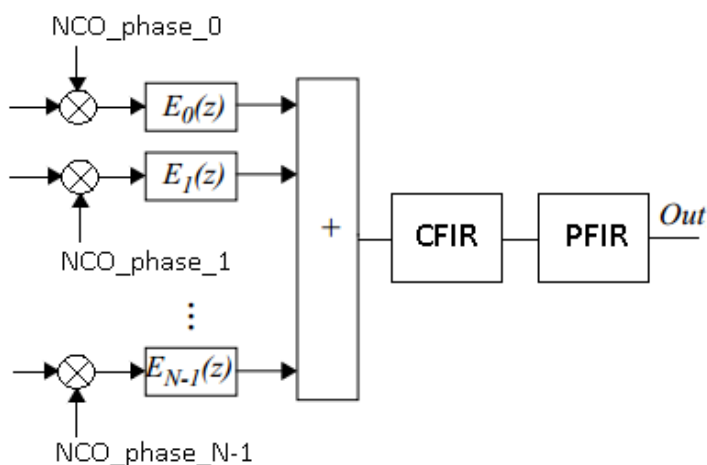 NCO_phase_0
E0(z)
E1(z)
NCO_phase_1
+
CFIR
PFIR
Out
⋮
EN-1(z)
NCO_phase_N-1